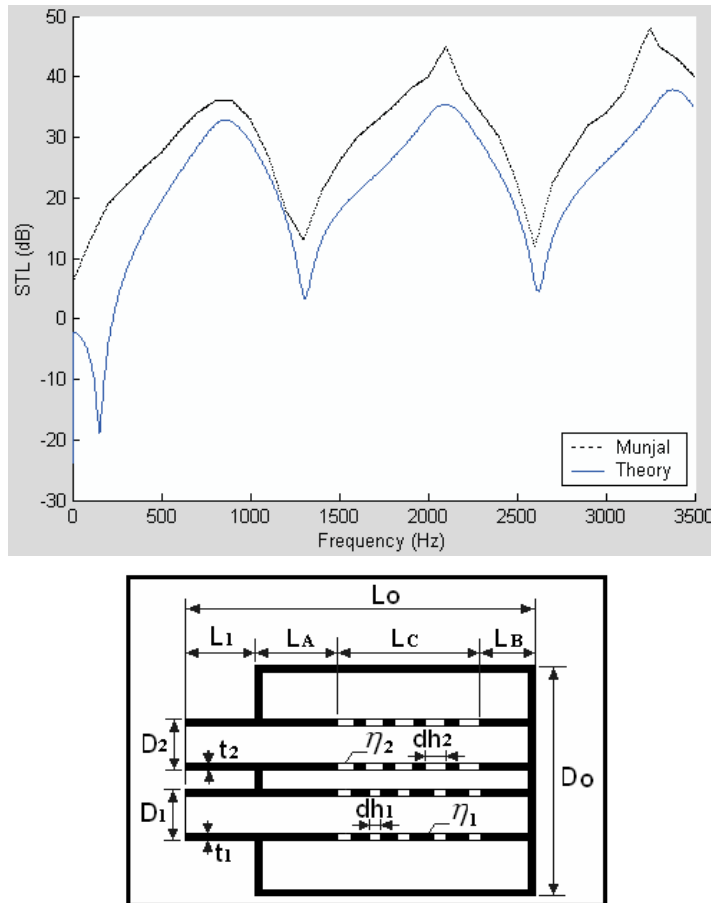 50
40
30
20
10
0
-10
-20
-30
STL (dB)
0 500 1000 1500 2000 2500 3000 3500
Frequency (Hz)
Munjal
Theory
Lo
L1 LA LC LB
D2 t2 η2 dh2 Do
D1 dh1 η1
t1